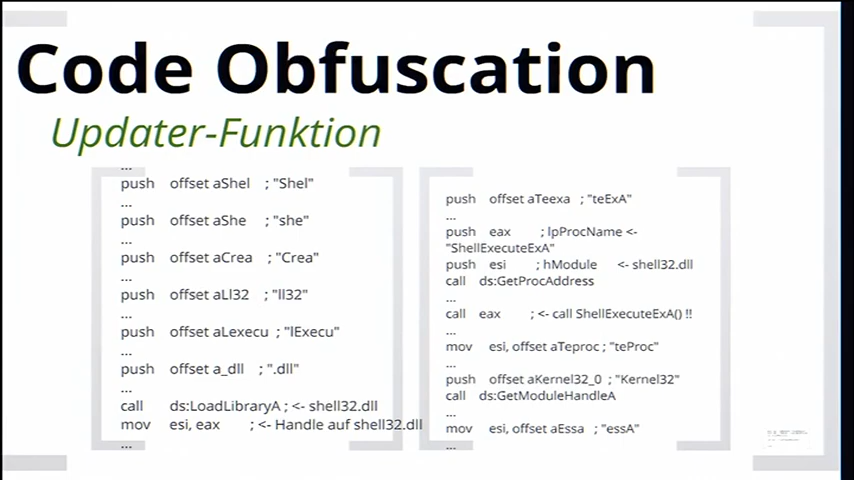 Code Obfuscation
Updater-Funktion
...
push offset aShel ; "Shel"
...
push offset aShe ; "she"
...
push offset aCrea ; "Crea"
...
push offset aLl32 ; "ll32"
...
push offset aLexecu ; "lExecu"
...
push offset a_dll ; ".dll"
...
call ds:LoadLibraryA ; <- shell32.dll
mov esi, eax ; <- Handle auf shell32.dll
...
push offset aTeexa ; "teExA"
...
push eax ; lpProcName <-
"ShellExecuteExA"
push esi ; hModule <- shell32.dll
call ds:GetProcAddress
...
call eax ; <- call ShellExecuteExA() !!
...
mov esi, offset aTeproc ; "teProc"
...
push offset aKernel32_0 ; "Kernel32"
call ds:GetModuleHandleA
...
mov esi, offset aEssa ; "essA"
...